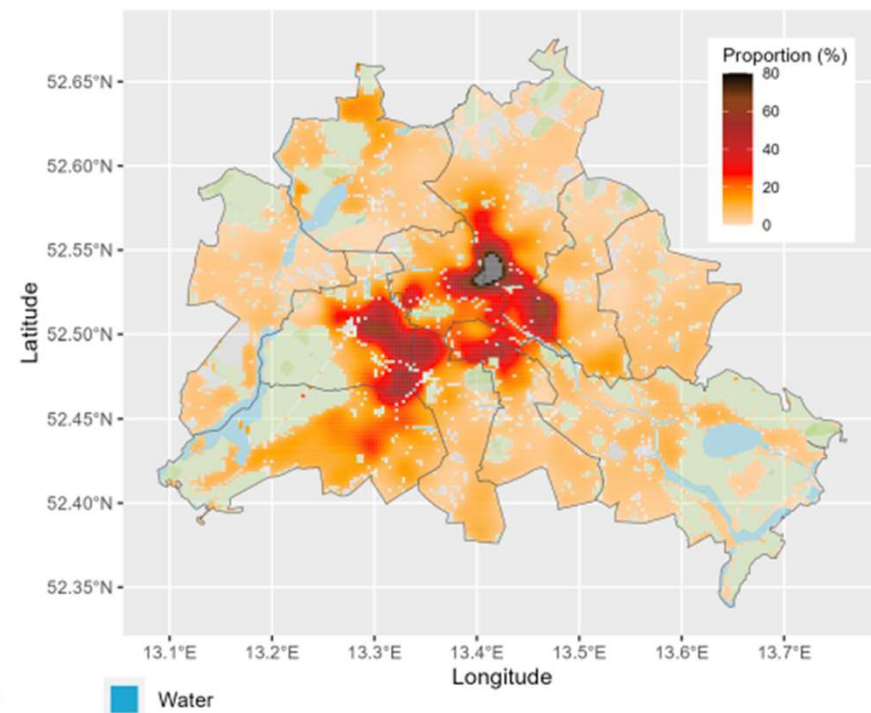 Proportion (%)
80
60
40
20
0
52.65°N
52.60°N
52.55°N
52.50°N
52.45°N
52.40°N
52.35°N
Latitude
13.1°E 13.2°E 13.3°E 13.4°E 13.5°E 13.6°E 13.7°E
Longitude
Water